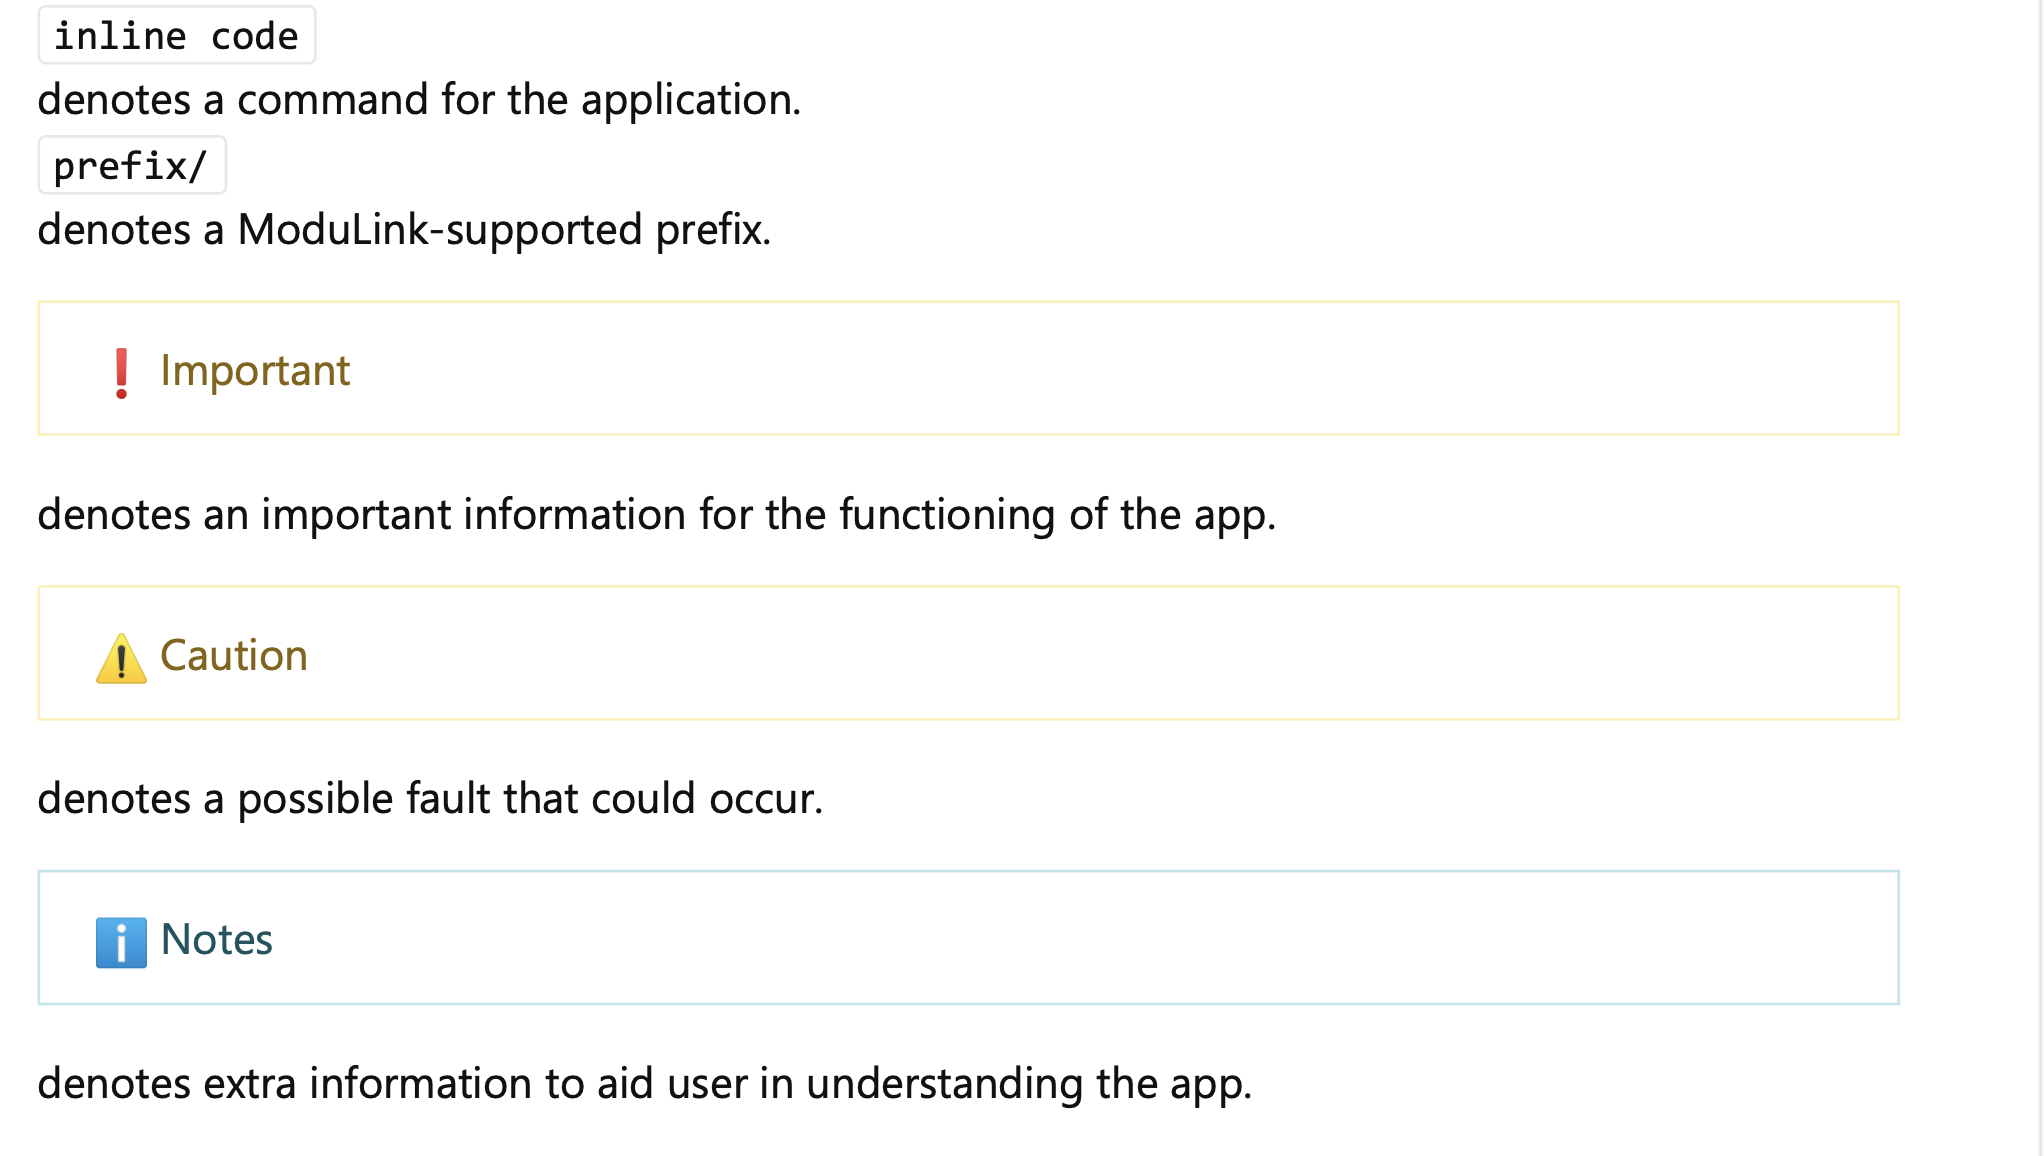 inline code
denotes a command for the application.
prefix/
denotes a ModuLink-supported prefix.
❗ Important
denotes an important information for the functioning of the app.
⚠️ Caution
denotes a possible fault that could occur.
ℹ️ Notes
denotes extra information to aid user in understanding the app.